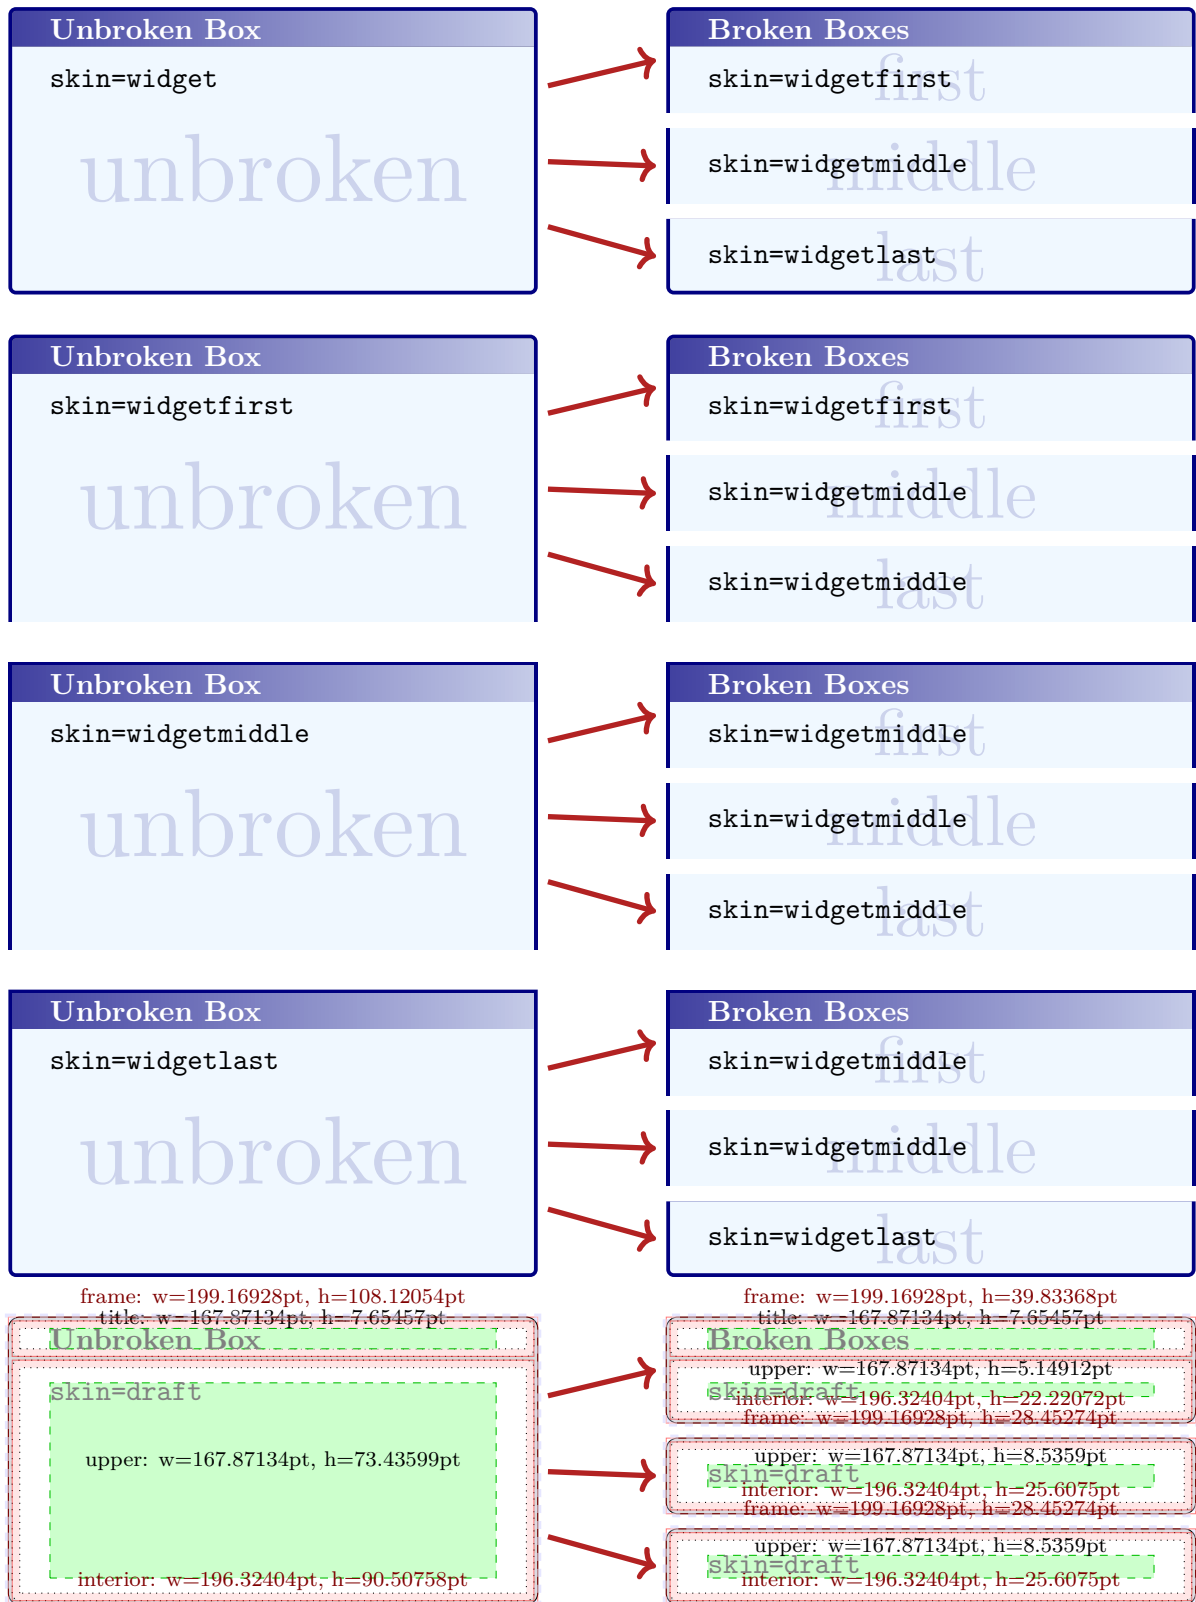 Unbroken Box
skin=widget
unbroken
Broken Boxes
first
skin=widgetfirst
middle
skin=widgetmiddle
last
skin=widgetlast
Unbroken Box
skin=widgetfirst
unbroken
Broken Boxes
first
skin=widgetfirst
middle
skin=widgetmiddle
last
skin=widgetmiddle
Unbroken Box
skin=widgetmiddle
unbroken
Broken Boxes
first
skin=widgetmiddle
middle
skin=widgetmiddle
last
skin=widgetmiddle
Unbroken Box
skin=widgetlast
unbroken
Broken Boxes
first
skin=widgetmiddle
middle
skin=widgetmiddle
last
skin=widgetlast
frame: w=199.16928pt, h=108.12054pt
title: w=167.87134pt, h=7.65457pt
Unbroken Box
skin=draft
upper: w=167.87134pt, h=73.43599pt
interior: w=196.32404pt, h=90.50758pt
frame: w=199.16928pt, h=39.83368pt
title: w=167.87134pt, h=7.65457pt
Broken Boxes
upper: w=167.87134pt, h=5.14912pt
skin=draft
interior: w=196.32404pt, h=22.22072pt
frame: w=199.16928pt, h=28.45274pt
upper: w=167.87134pt, h=8.5359pt
skin=draft
interior: w=196.32404pt, h=25.6075pt
frame: w=199.16928pt, h=28.45274pt
upper: w=167.87134pt, h=8.5359pt
skin=draft
interior: w=196.32404pt, h=25.6075pt